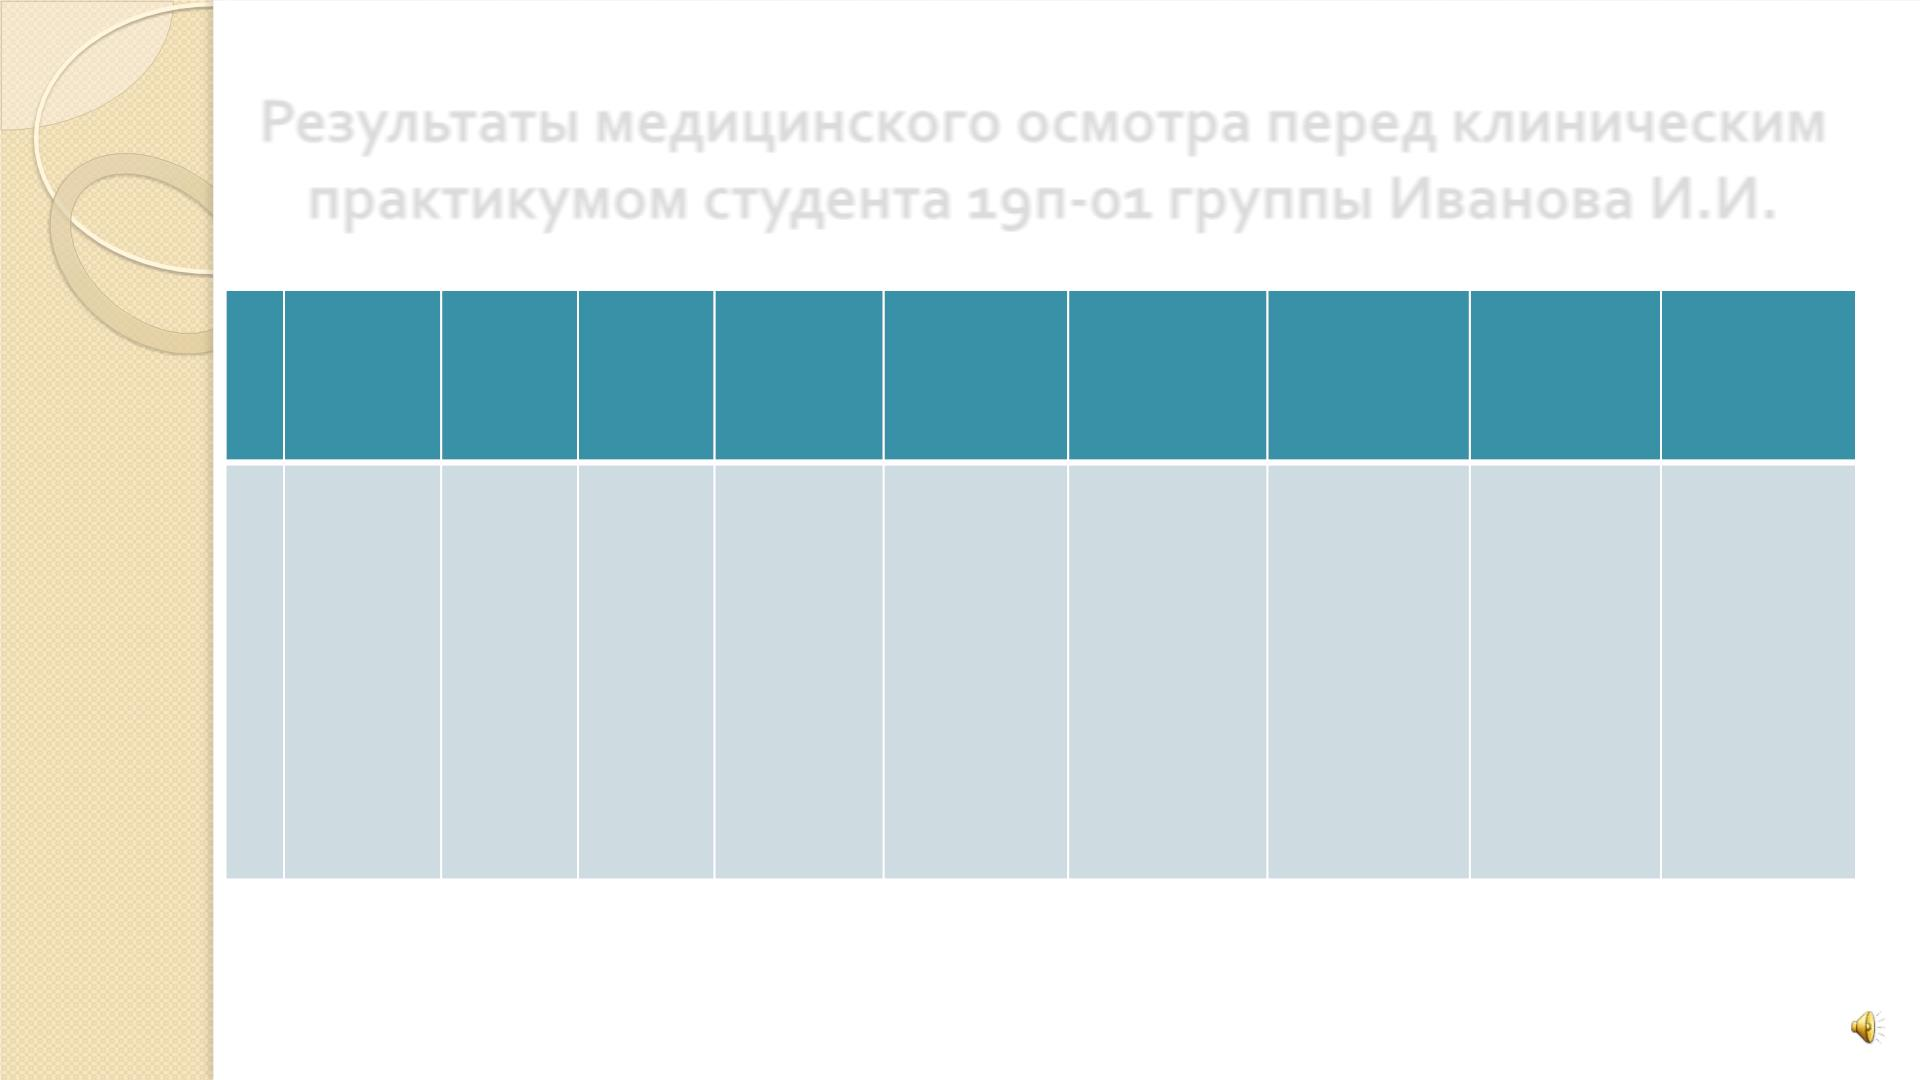 Результаты медицинского осмотра перед клиническим
практикумом студента 19п-01 группы Иванова И.И.